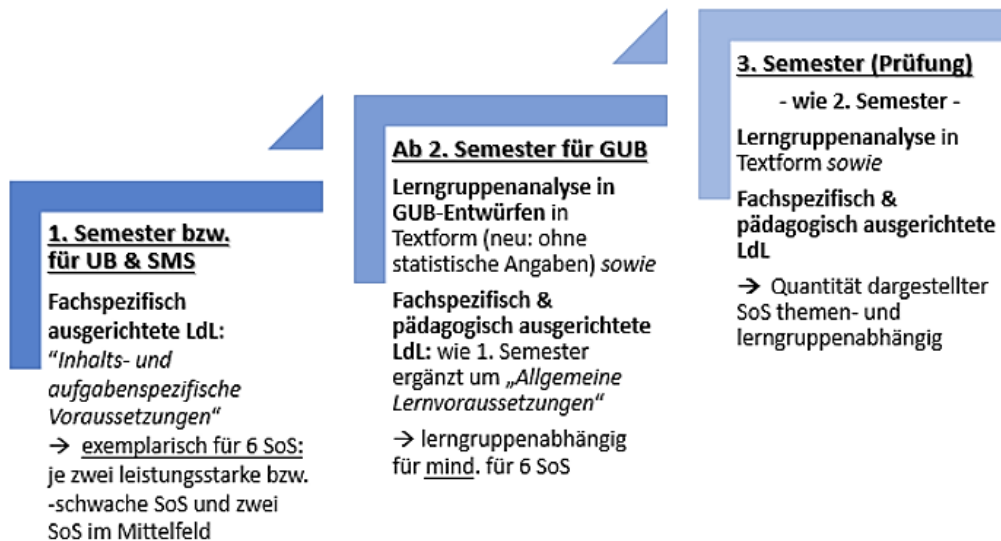 1. Semester bzw.
für UB & SMS
Fachspezifisch
ausgerichtete LdL:
“Inhalts- und
aufgabenspezifische
Voraussetzungen“
→ exemplarisch für 6 SoS:
je zwei leistungsstarke bzw.
-schwache SoS und zwei
SoS im Mittelfeld
Ab 2. Semester für GUB
Lerngruppenanalyse in
GUB-Entwürfen in
Textform (neu: ohne
statistische Angaben) sowie
Fachspezifisch &
pädagogisch ausgerichtete
LdL: wie 1. Semester
ergänzt um „Allgemeine
Lernvoraussetzungen“
→ lerngruppenabhängig
für mind. für 6 SoS
3. Semester (Prüfung)
- wie 2. Semester -
Lerngruppenanalyse in
Textform sowie
Fachspezifisch &
pädagogisch ausgerichtete
LdL
→ Quantität dargestellter
SoS themen- und
lerngruppenabhängig